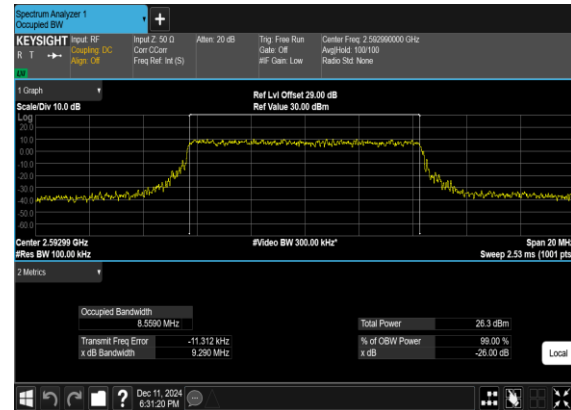 Spectrum Analyzer 1
Occupied BW
+
KEYSIGHT Input: RF Input Z: 50 Ω Atten: 20 dB Trig: Free Run Center Freq: 2.592990000 GHz
R T Coupling: DC Corr CCorr Gate: Off Avg|Hold: 100/100
Align: Off Freq Ref: Int (S) #IF Gain: Low Radio Std: None
1 Graph
Ref Lvl Offset 29.00 dB
Scale/Div 10.0 dB Ref Value 30.00 dBm
Log
20.0
10.0
0.00
-10.0
-20.0
-30.0
-40.0
-50.0
-60.0
Center 2.59299 GHz #Video BW 300.00 kHz* Span 20 MHz
#Res BW 100.00 kHz Sweep 2.53 ms (1001 pts
2 Metrics
Occupied Bandwidth
8.5590 MHz Total Power 26.3 dBm
Transmit Freq Error -11.312 kHz % of OBW Power 99.00 %
x dB Bandwidth 9.290 MHz x dB -26.00 dB
Local
? Dec 11, 2024
6:31:20 PM